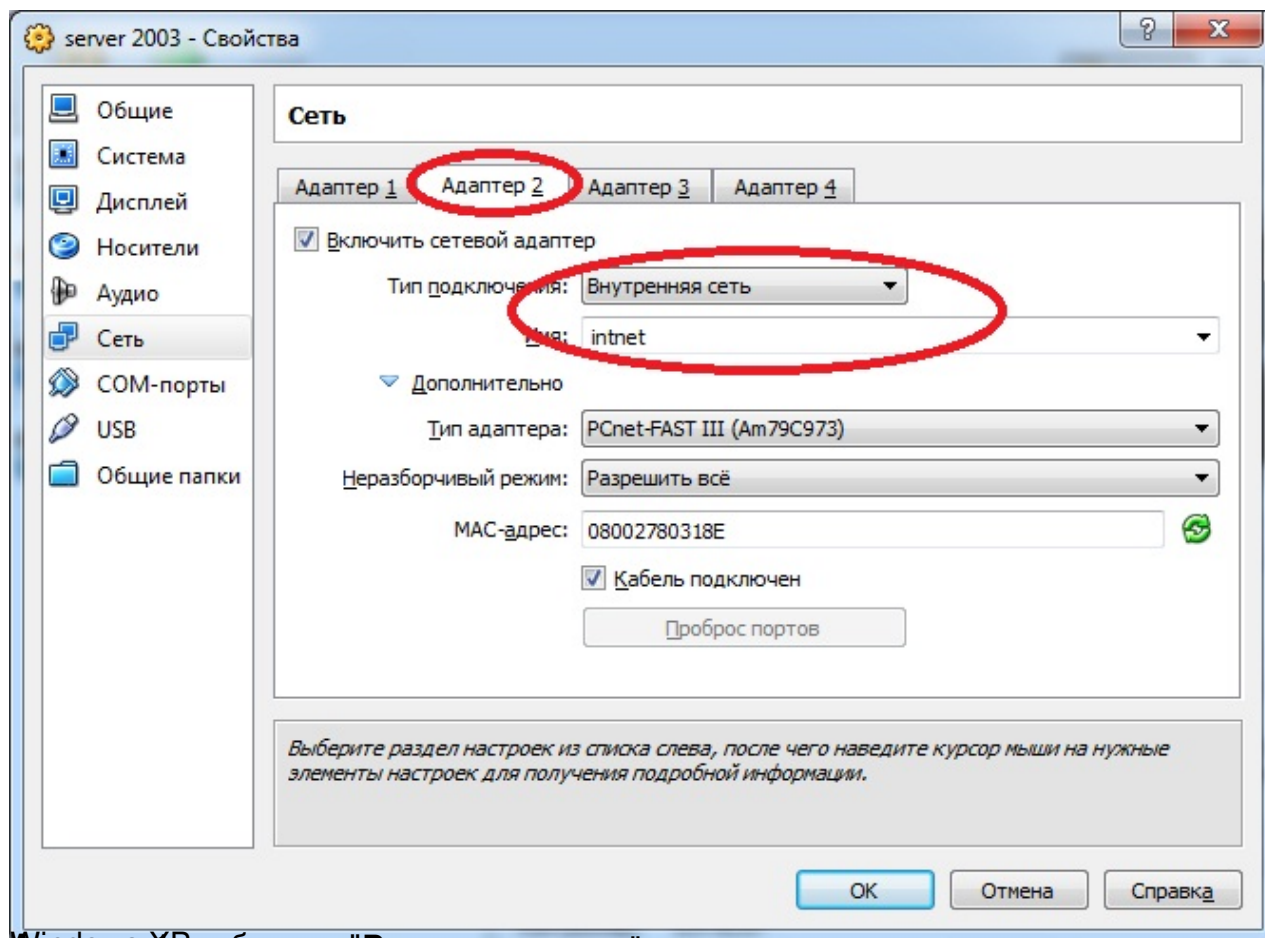 server 2003 - Свойства
Общие
Система
Дисплей
Носители
Аудио
Сеть
COM-порты
USB
Общие папки
Сеть
Адаптер 1 Адаптер 2 Адаптер 3 Адаптер 4
Включить сетевой адаптер
Тип подключения: Внутренняя сеть
Имя: intnet
Дополнительно
Тип адаптера: PCnet-FAST III (Am79C973)
Неразборчивый режим: Разрешить всё
MAC-адрес: 08002780318E
Кабель подключен
Проброс портов
Выберите раздел настроек из списка слева, после чего наведите курсор мыши на нужные
элементы настроек для получения подробной информации.
OK Отмена Справка
Windows XP